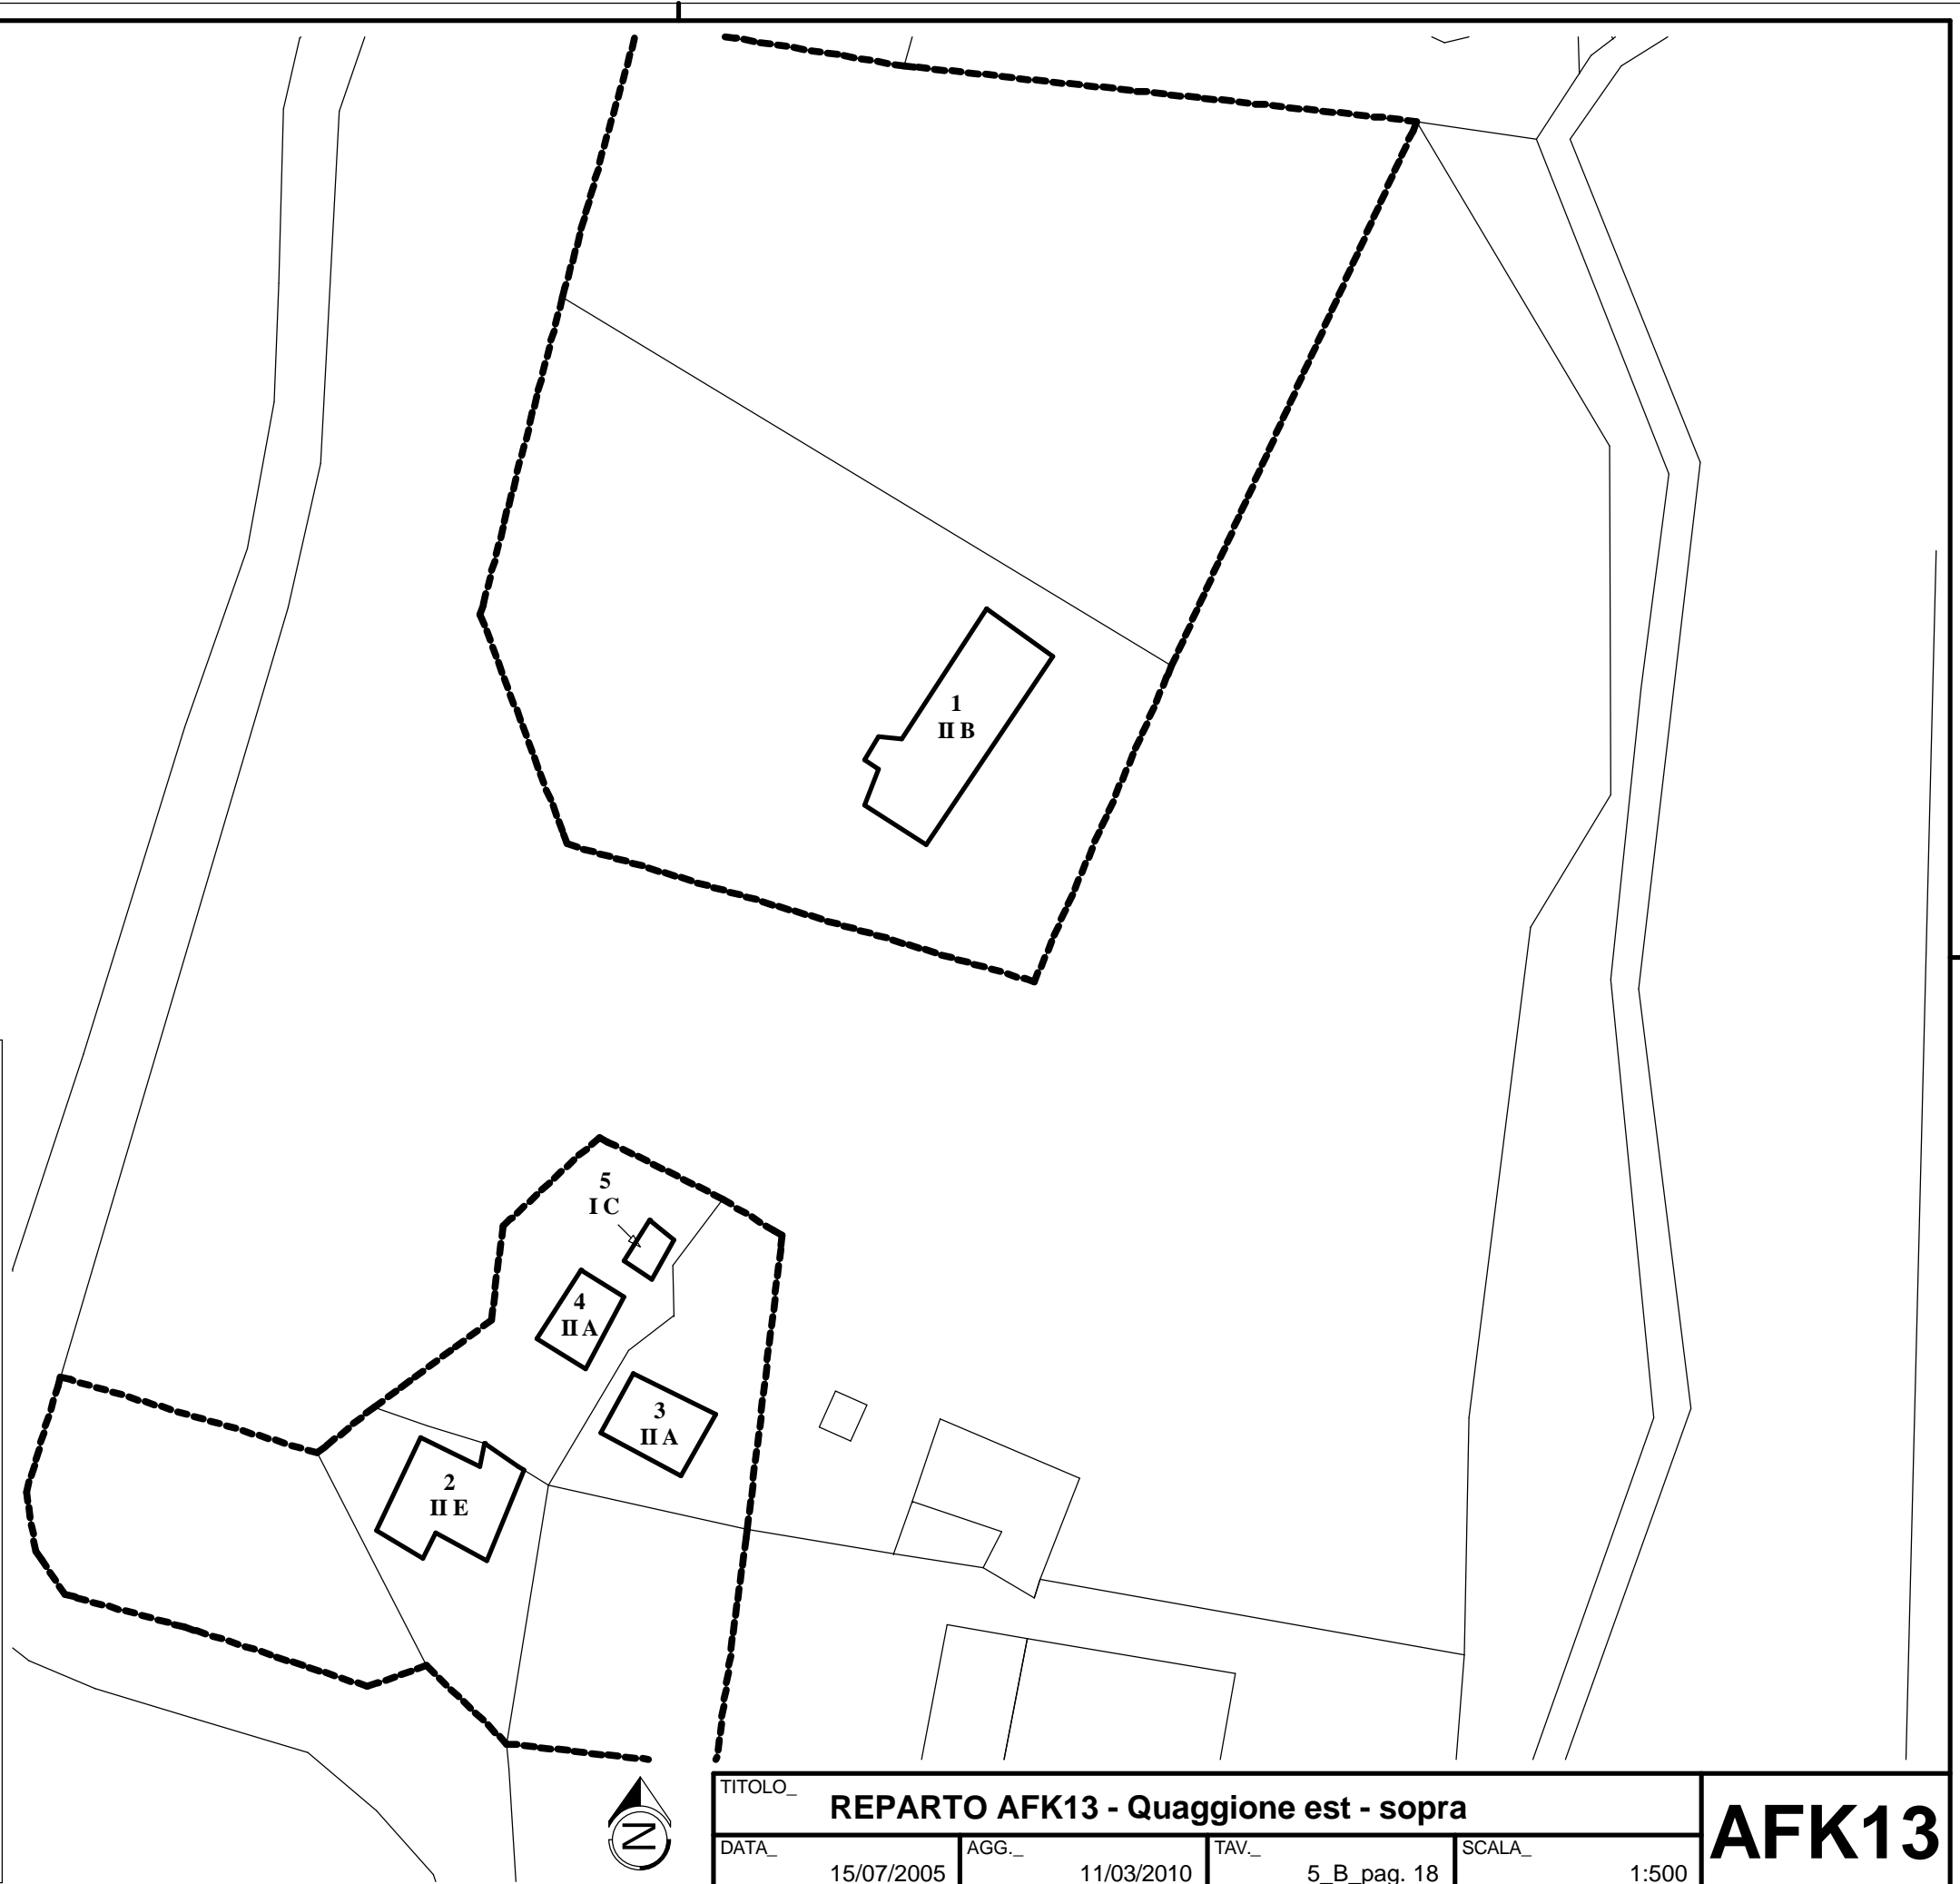 1
II B
5
I C
4
II A
3
II A
2
II E
N
TITOLO_
REPARTO AFK13 - Quaggione est - sopra
AFK13
DATA_
15/07/2005
AGG._
11/03/2010
TAV._
5_B_pag. 18
SCALA_
1:500